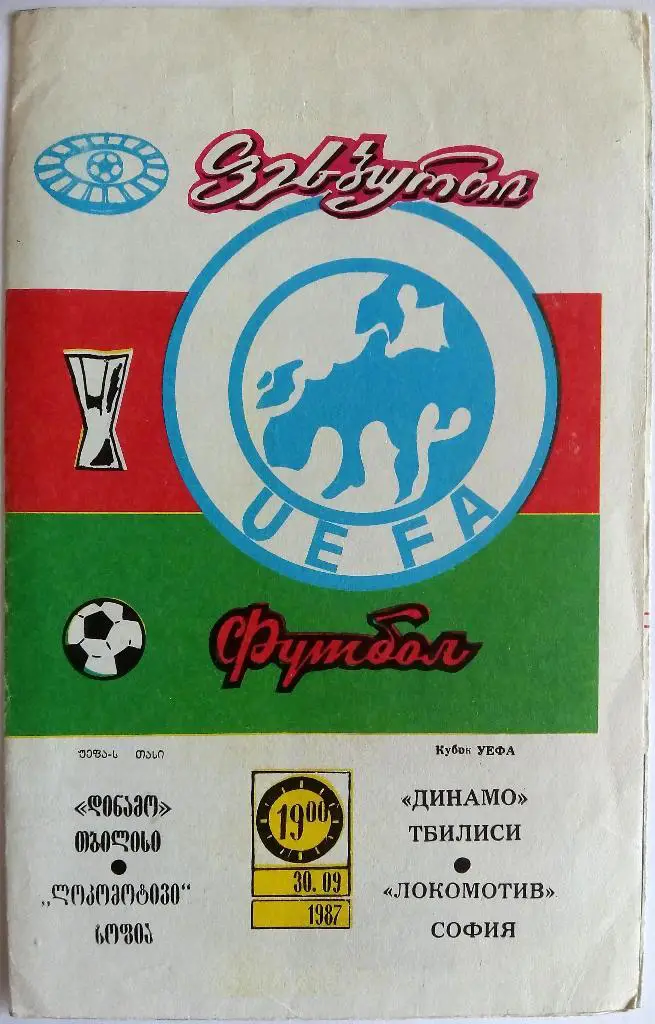 ფეხბურთი
UEFA
Футбол
უეფა-ს თასი
Кубок УЕФА
«დინამო»
თბილისი
„ლოკომოტივი“
სოფია
1900
30.09
1987
«ДИНАМО»
ТБИЛИСИ
«ЛОКОМОТИВ»
СОФИЯ